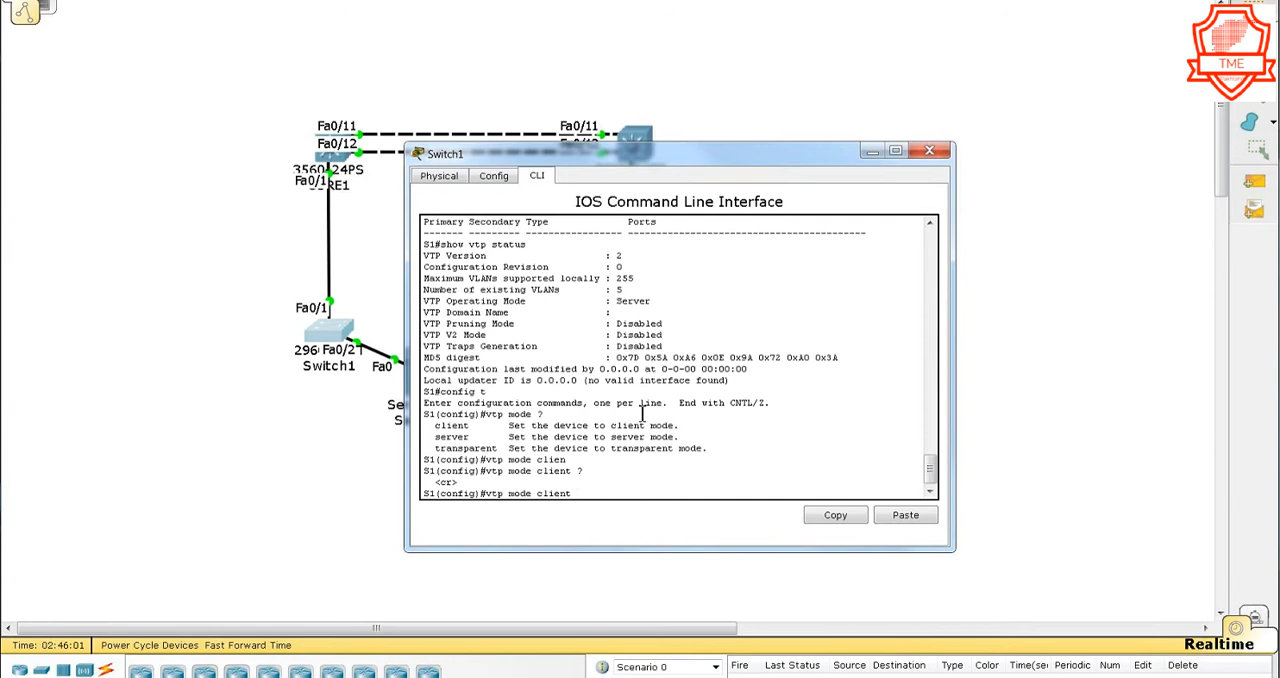 TME
Fa0/11
Fa0/11
Fa0/12
3560-24PS
Fa0/1
RE1
Fa0/1
Fa0/2
Switch1
Fa0
Switch1
Physical
Config
CLI
IOS Command Line Interface
Primary Secondary Type Ports
------- --------- ----------------- ------------------------------------------
S1#show vtp status
VTP Version : 2
Configuration Revision : 0
Maximum VLANs supported locally : 255
Number of existing VLANs : 5
VTP Operating Mode : Server
VTP Domain Name :
VTP Pruning Mode : Disabled
VTP V2 Mode : Disabled
VTP Traps Generation : Disabled
MD5 digest : 0x7D 0x5A 0xA6 0x0E 0x9A 0x72 0xA0 0x3A
Configuration last modified by 0.0.0.0 at 0-0-00 00:00:00
Local updater ID is 0.0.0.0 (no valid interface found)
S1#config t
Enter configuration commands, one per line. End with CNTL/Z.
S1(config)#vtp mode ?
client Set the device to client mode.
server Set the device to server mode.
transparent Set the device to transparent mode.
S1(config)#vtp mode clien
S1(config)#vtp mode client ?
<cr>
S1(config)#vtp mode client
Copy
Paste
Time: 02:46:01
Power Cycle Devices Fast Forward Time
Realtime
Scenario 0
Fire Last Status Source Destination Type Color Time(se Periodic Num Edit Delete